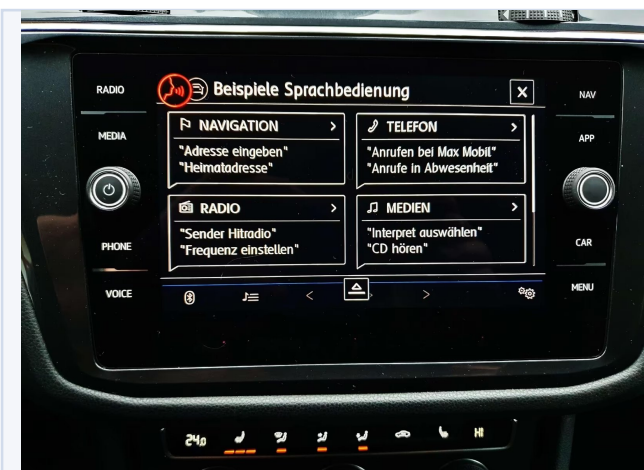 RADIO
MEDIA
PHONE
VOICE
Beispiele Sprachbedienung
NAVIGATION
"Adresse eingeben"
"Heimatadresse"
TELEFON
"Anrufen bei Max Mobil"
"Anrufe in Abwesenheit"
RADIO
"Sender Hitradio"
"Frequenz einstellen"
MEDIEN
"Interpret auswählen"
"CD hören"
NAV
APP
CAR
MENU
24,0
HI